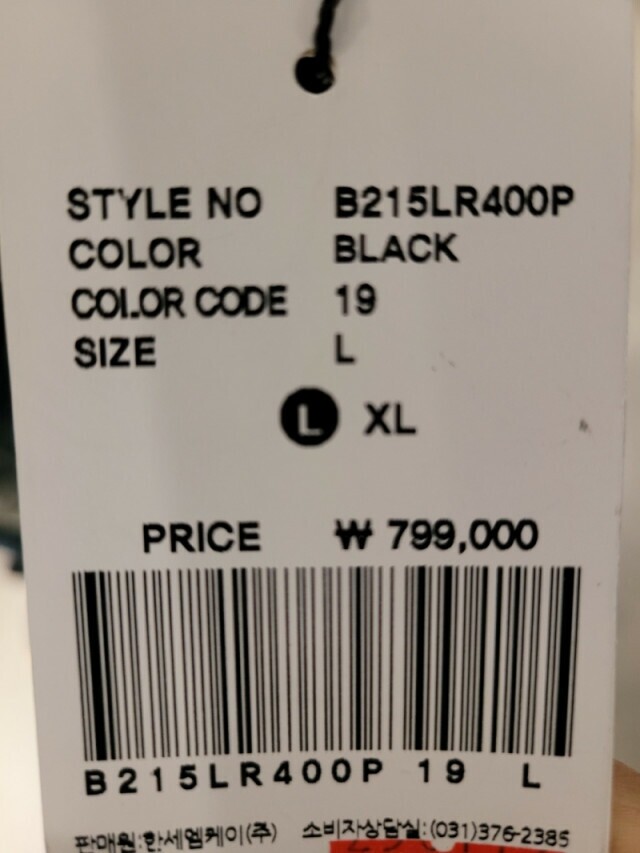 STYLE NO B215LR400P
COLOR BLACK
COLOR CODE 19
SIZE L
L XL
PRICE ₩ 799,000
B215LR400P 19 L
판매원:한세엠케이(주) 소비자상담실:(031)376-2385